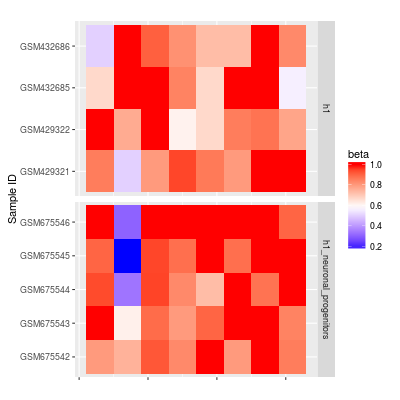 GSM432686
GSM432685
GSM429322
GSM429321
h1
GSM675546
GSM675545
GSM675544
GSM675543
GSM675542
h1_neuronal_progenitors
Sample ID
beta
1.0
0.8
0.6
0.4
0.2